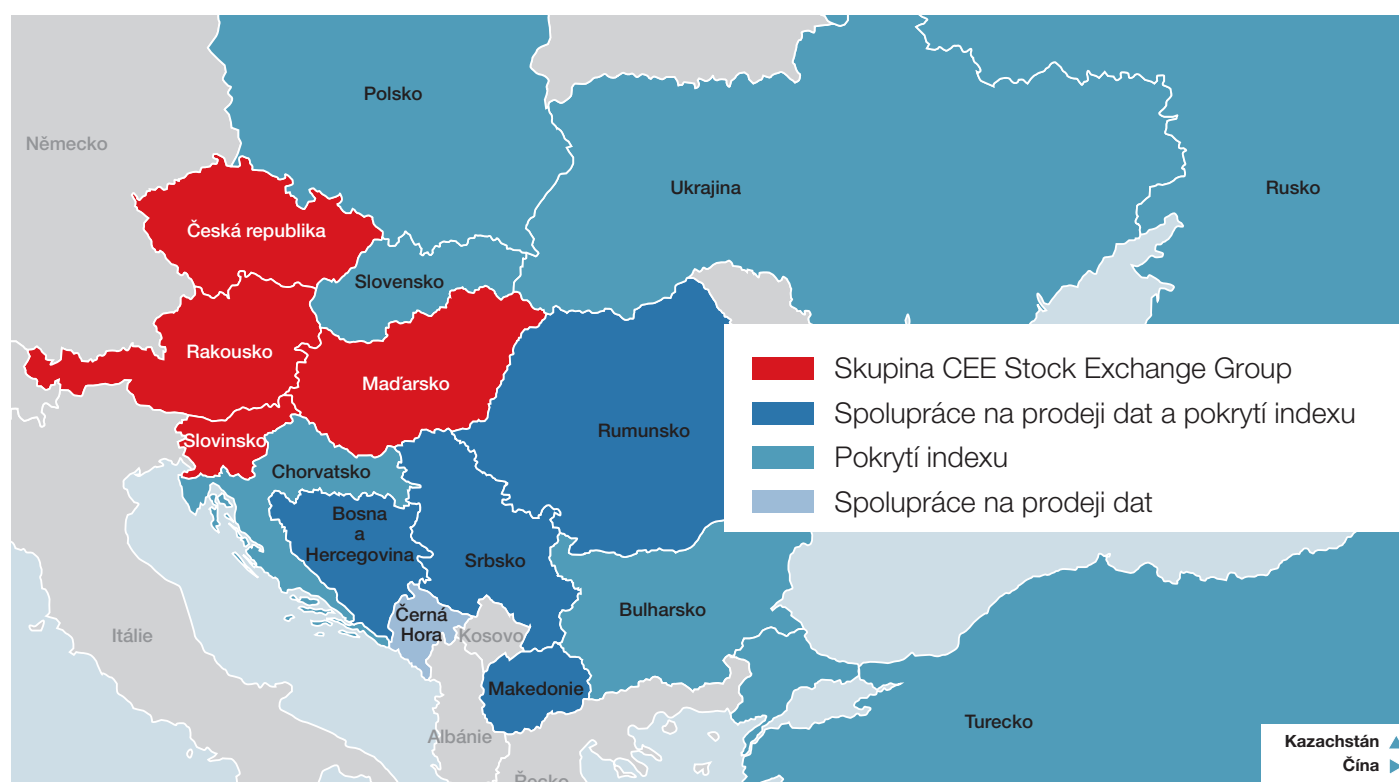 Polsko
Německo
Ukrajina
Rusko
Česká republika
Slovensko
Rakousko
Maďarsko
Skupina CEE Stock Exchange Group
Spolupráce na prodeji dat a pokrytí indexu
Pokrytí indexu
Spolupráce na prodeji dat
Rumunsko
Slovinsko
Chorvatsko
Bosna
a
Hercegovina
Srbsko
Bulharsko
Černá
Hora
Kosovo
Itálie
Makedonie
Albánie
Turecko
Řecko
Kazachstán
Čína